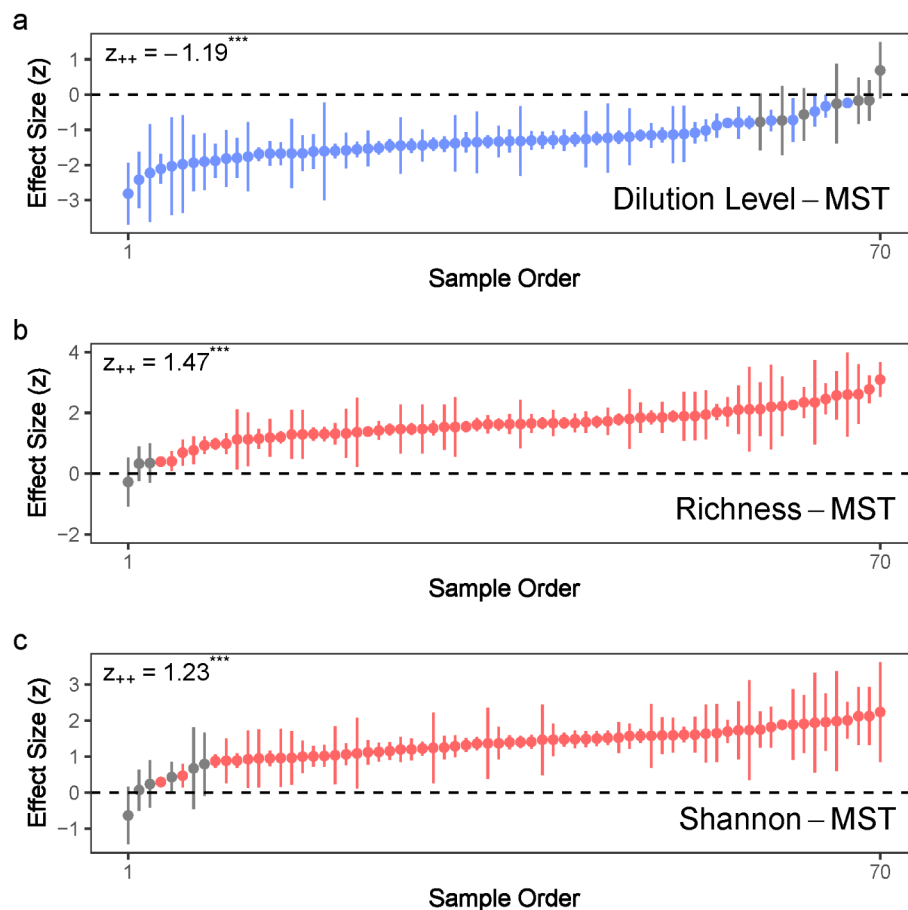 a
z++ = −1.19***
1
0
−1
−2
−3
Effect Size (z)
Dilution Level – MST
1
70
Sample Order
b
z++ = 1.47***
4
2
0
−2
Effect Size (z)
Richness – MST
1
70
Sample Order
c
z++ = 1.23***
3
2
1
0
−1
Effect Size (z)
Shannon – MST
1
70
Sample Order